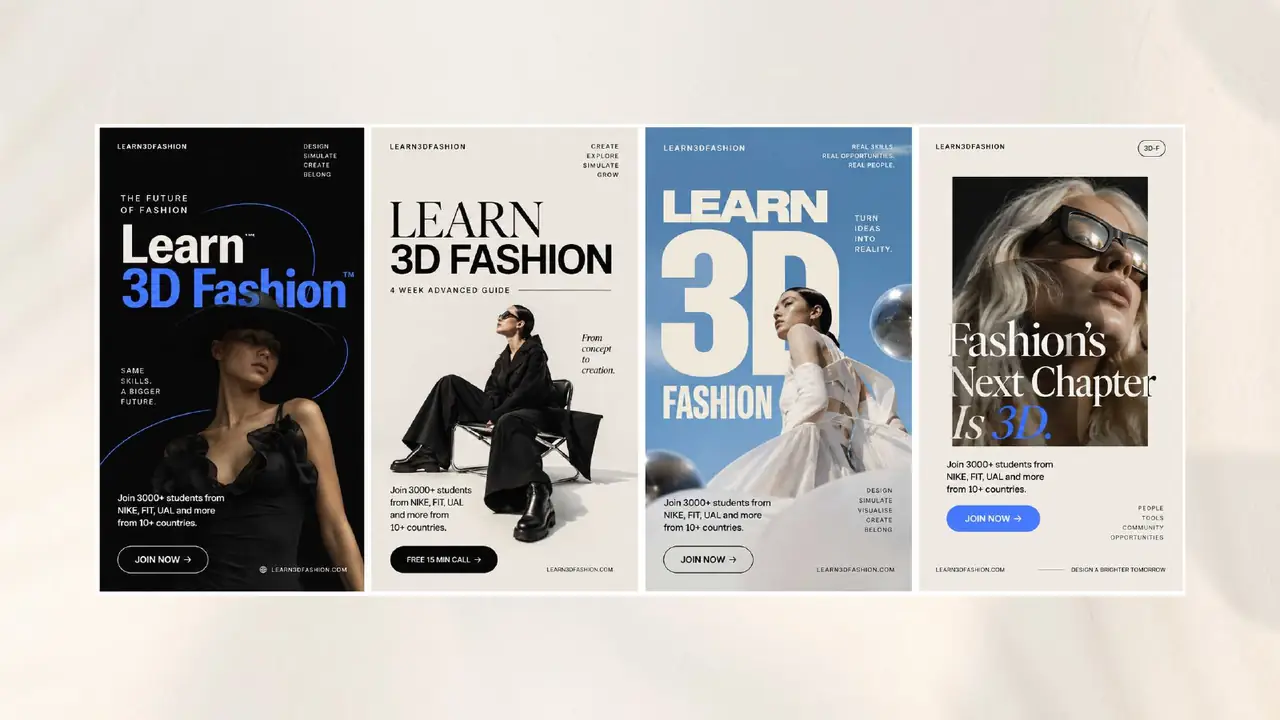 LEARN3DFASHION
DESIGN
SIMULATE
CREATE
BELONG
THE FUTURE
OF FASHION
Learn™
3D Fashion™
SAME
SKILLS.
A BIGGER
FUTURE.
Join 3000+ students from
NIKE, FIT, UAL and more
from 10+ countries.
JOIN NOW →
LEARN3DFASHION.COM
LEARN3DFASHION
CREATE
EXPLORE
SIMULATE
GROW
LEARN
3D FASHION
4 WEEK ADVANCED GUIDE
From
concept
to
creation.
Join 3000+ students
from NIKE, FIT, UAL
and more from
10+ countries.
FREE 15 MIN CALL →
LEARN3DFASHION.COM
LEARN3DFASHION
REAL SKILLS.
REAL OPPORTUNITIES.
REAL PEOPLE.
LEARN
3D
FASHION
TURN
IDEAS
INTO
REALITY.
Join 3000+ students from
NIKE, FIT, UAL and more
from 10+ countries.
DESIGN
SIMULATE
VISUALISE
CREATE
BELONG
JOIN NOW →
LEARN3DFASHION.COM
LEARN3DFASHION
3D-F
Fashion's
Next Chapter
Is 3D.
Join 3000+ students from
NIKE, FIT, UAL and more
from 10+ countries.
JOIN NOW →
PEOPLE
TOOLS
COMMUNITY
OPPORTUNITIES
LEARN3DFASHION.COM
DESIGN A BRIGHTER TOMORROW